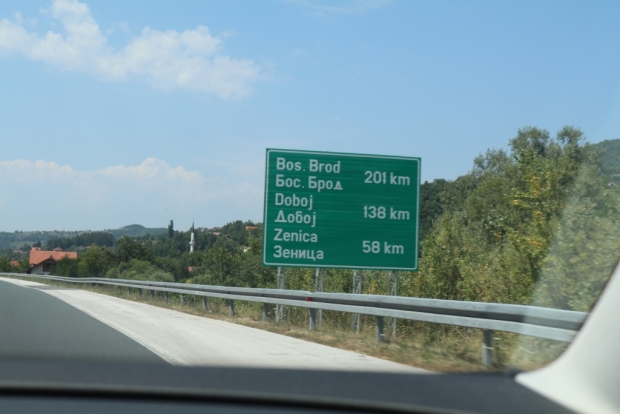 Bos. Brod
Бос. Брод 201 km
Doboj
Добој 138 km
Zenica
Зеница 58 km